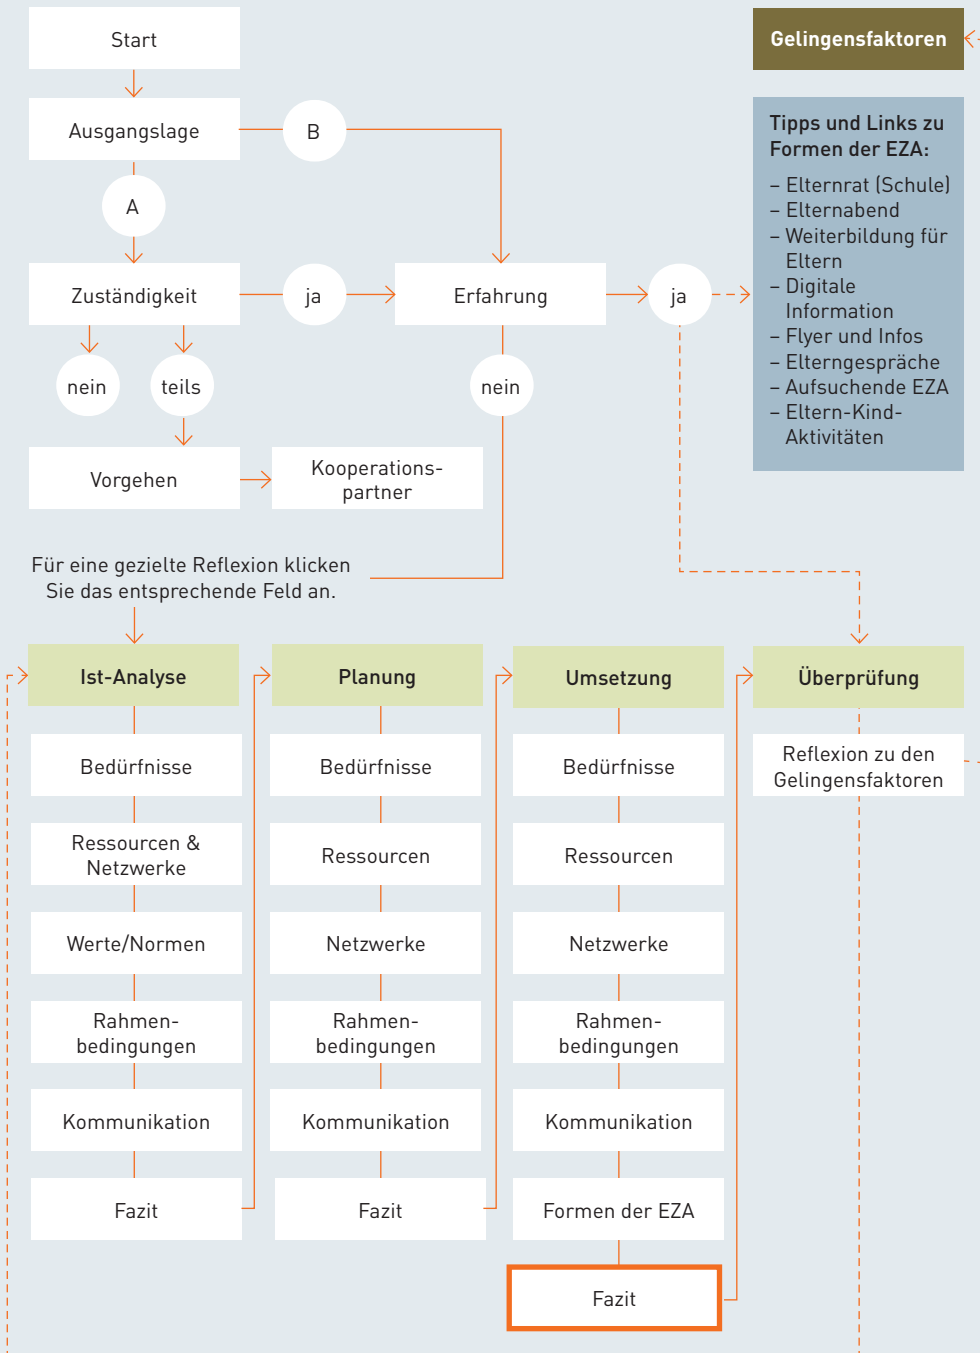 Start
Gelingensfaktoren
Ausgangslage
B
A
Tipps und Links zu
Formen der EZA:
– Elternrat (Schule)
– Elternabend
– Weiterbildung für
Eltern
– Digitale
Information
– Flyer und Infos
– Elterngespräche
– Aufsuchende EZA
– Eltern-Kind-
Aktivitäten
Zuständigkeit
ja
Erfahrung
ja
nein
teils
nein
Vorgehen
Kooperations-
partner
Für eine gezielte Reflexion klicken
Sie das entsprechende Feld an.
Ist-Analyse
Bedürfnisse
Ressourcen &
Netzwerke
Werte/Normen
Rahmen-
bedingungen
Kommunikation
Fazit
Planung
Bedürfnisse
Ressourcen
Netzwerke
Rahmen-
bedingungen
Kommunikation
Fazit
Umsetzung
Bedürfnisse
Ressourcen
Netzwerke
Rahmen-
bedingungen
Kommunikation
Formen der EZA
Fazit
Überprüfung
Reflexion zu den
Gelingensfaktoren